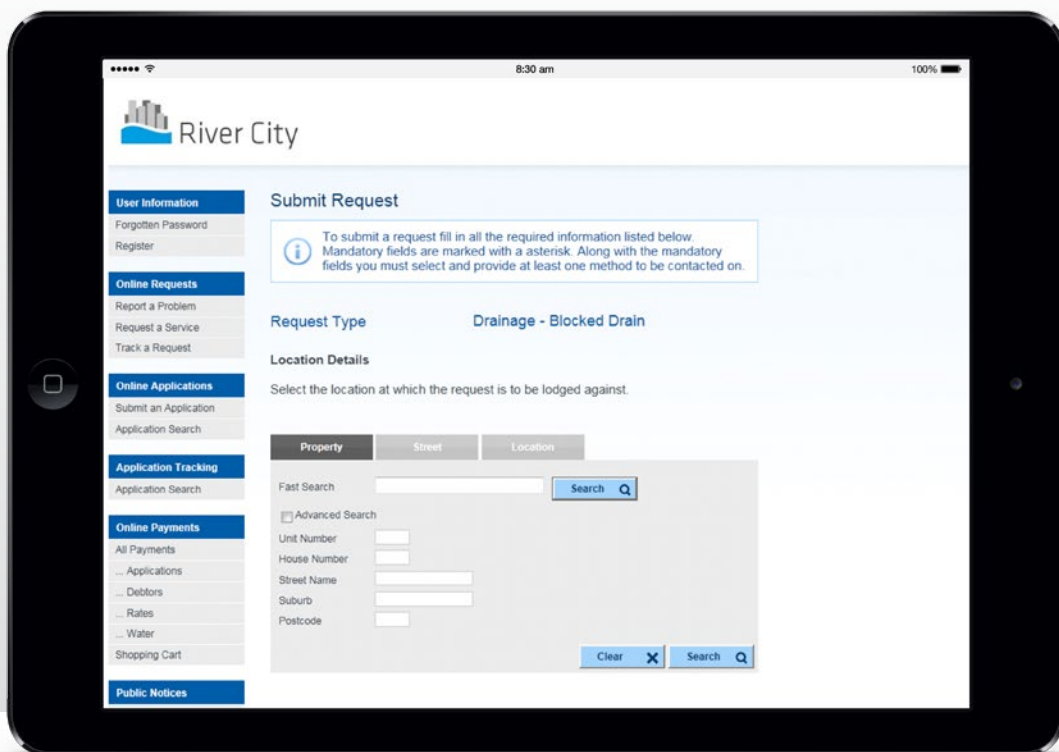 8:30 am
100%
River City
User Information
Forgotten Password
Register
Online Requests
Report a Problem
Request a Service
Track a Request
Online Applications
Submit an Application
Application Search
Application Tracking
Application Search
Online Payments
All Payments
... Applications
... Debtors
... Rates
... Water
Shopping Cart
Public Notices
Submit Request
To submit a request fill in all the required information listed below.
Mandatory fields are marked with a asterisk. Along with the mandatory
fields you must select and provide at least one method to be contacted on.
Request Type Drainage - Blocked Drain
Location Details
Select the location at which the request is to be lodged against.
Property Street Location
Fast Search Search
Advanced Search
Unit Number
House Number
Street Name
Suburb
Postcode
Clear Search